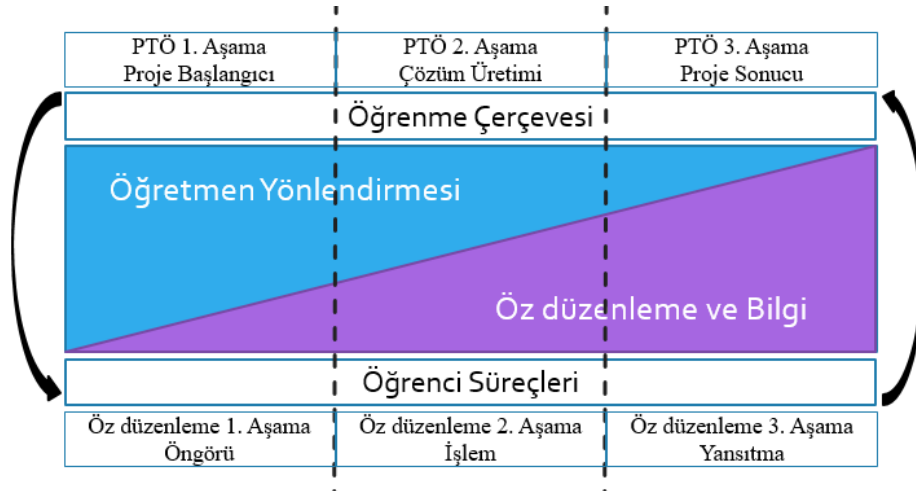 PTÖ 1. Aşama
Proje Başlangıcı
PTÖ 2. Aşama
Çözüm Üretimi
PTÖ 3. Aşama
Proje Sonucu
Öğrenme Çerçevesi
Öğretmen Yönlendirmesi
Öz düzenleme ve Bilgi
Öğrenci Süreçleri
Öz düzenleme 1. Aşama
Öngörü
Öz düzenleme 2. Aşama
İşlem
Öz düzenleme 3. Aşama
Yansıtma